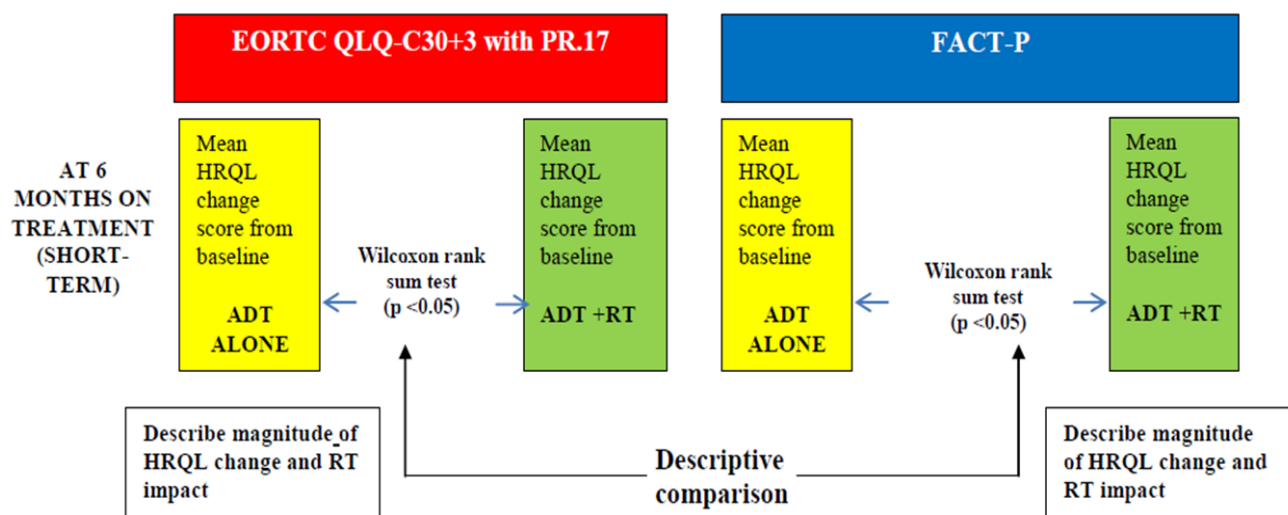 EORTC QLQ-C30+3 with PR.17
FACT-P
AT 6
MONTHS ON
TREATMENT
(SHORT-
TERM)
Mean
HRQL
change
score from
baseline
ADT
ALONE
Wilcoxon rank
sum test
(p <0.05)
Mean
HRQL
change
score from
baseline
ADT +RT
Mean
HRQL
change
score from
baseline
ADT
ALONE
Wilcoxon rank
sum test
(p <0.05)
Mean
HRQL
change
score from
baseline
ADT +RT
Describe magnitude of
HRQL change and RT
impact
Descriptive
comparison
Describe magnitude
of HRQL change and
RT impact